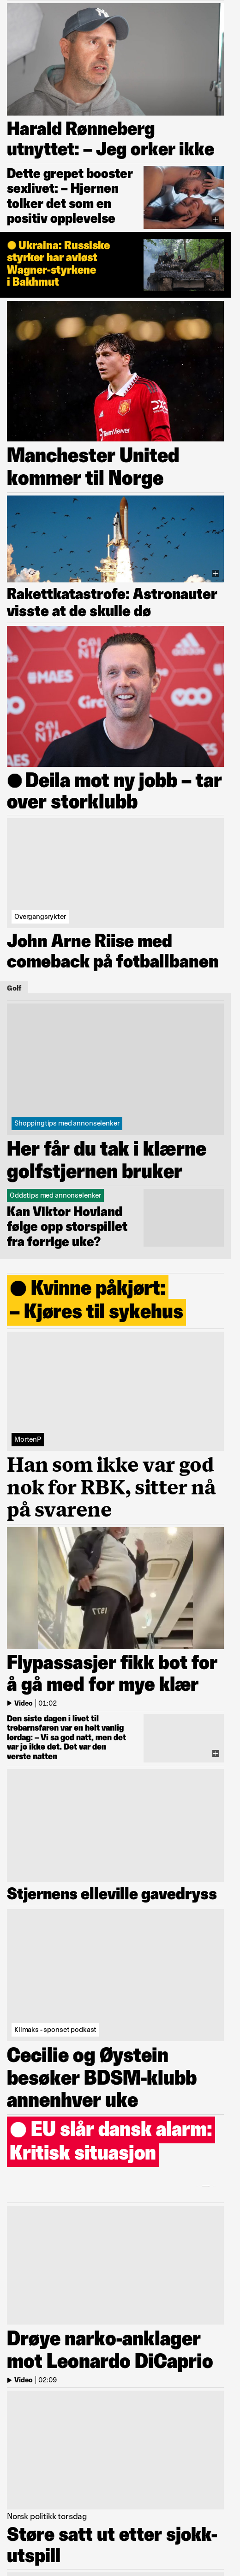 Harald Rønneberg
utnyttet: – Jeg orker ikke
Dette grepet booster
sexlivet: – Hjernen
tolker det som en
positiv opplevelse
Ukraina: Russiske
styrker har avløst
Wagner-styrkene
i Bakhmut
TeamViewer
Manchester United
kommer til Norge
Rakettkatastrofe: Astronauter
visste at de skulle dø
#MAES
Deila mot ny jobb – tar
over storklubb
Overgangsrykter
John Arne Riise med
comeback på fotballbanen
Golf
Shoppingtips med annonselenker
Her får du tak i klærne
golfstjernen bruker
Oddstips med annonselenker
Kan Viktor Hovland
følge opp storspillet
fra forrige uke?
Kvinne påkjørt:
– Kjøres til sykehus
MortenP
Han som ikke var god
nok for RBK, sitter nå
på svarene
Flypassasjer fikk bot for
å gå med for mye klær
Video | 01:02
Den siste dagen i livet til
trebarnsfaren var en helt vanlig
lørdag: – Vi sa god natt, men det
var jo ikke det. Det var den
verste natten
Stjernens elleville gavedryss
Klimaks - sponset podkast
Cecilie og Øystein
besøker BDSM-klubb
annenhver uke
EU slår dansk alarm:
Kritisk situasjon
Drøye narko-anklager
mot Leonardo DiCaprio
Video | 02:09
Norsk politikk torsdag
Støre satt ut etter sjokk-
utspill